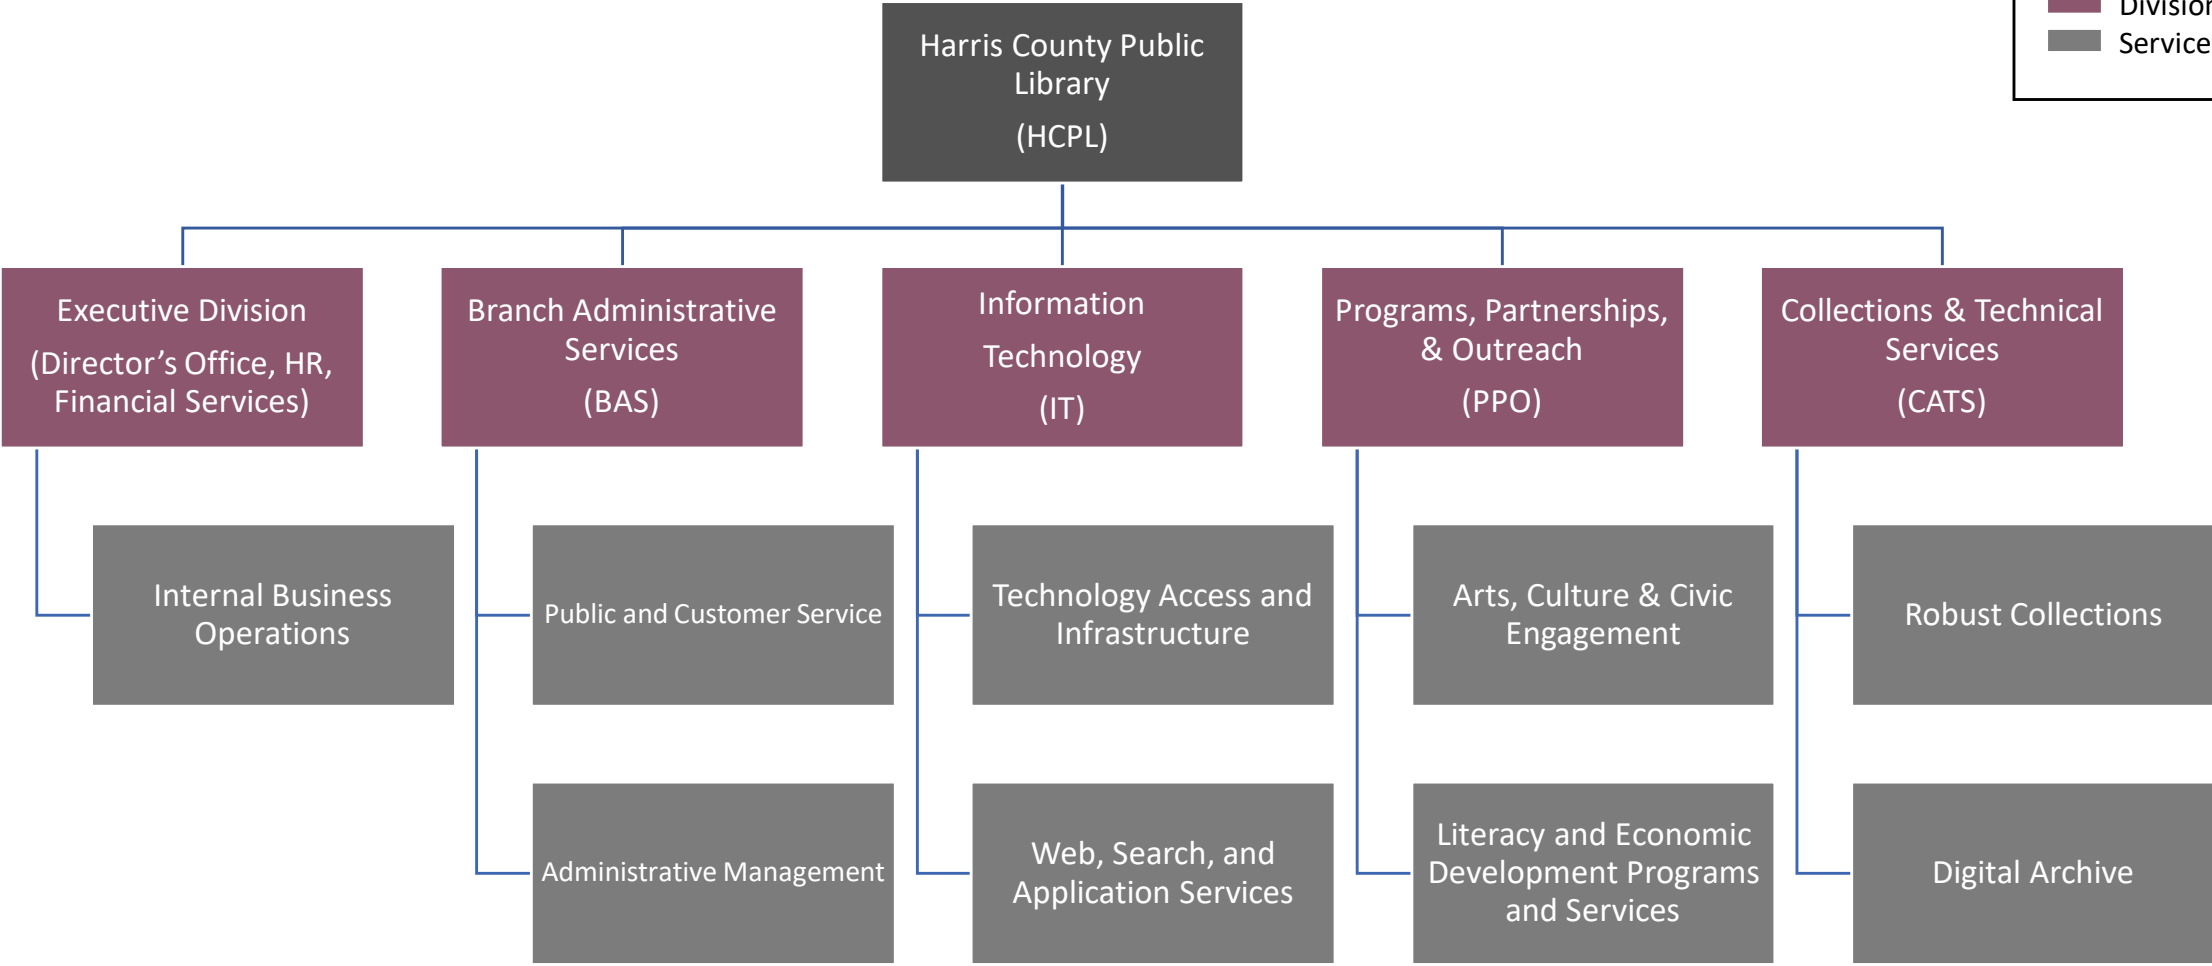 Harris County Public
Library
(HCPL)
Service
Executive Division
(Director’s Office, HR,
Financial Services)
Branch Administrative
Services
(BAS)
Information
Technology
(IT)
Programs, Partnerships,
& Outreach
(PPO)
Collections & Technical
Services
(CATS)
Internal Business
Operations
Public and Customer Service
Technology Access and
Infrastructure
Arts, Culture & Civic
Engagement
Robust Collections
Administrative Management
Web, Search, and
Application Services
Literacy and Economic
Development Programs
and Services
Digital Archive